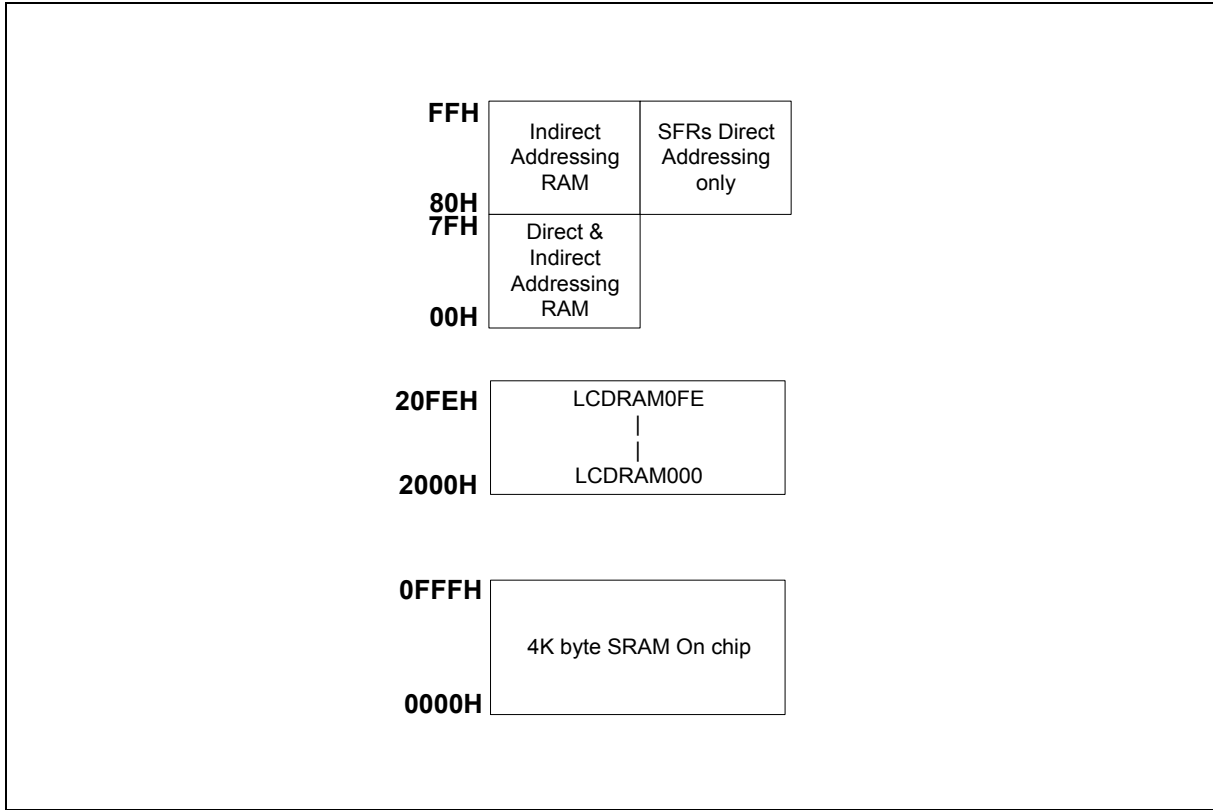 FFH
Indirect
Addressing
RAM
SFRs Direct
Addressing
only
80H
7FH
Direct &
Indirect
Addressing
RAM
00H
20FEH
LCDRAM0FE
|
|
LCDRAM000
2000H
0FFFH
4K byte SRAM On chip
0000H